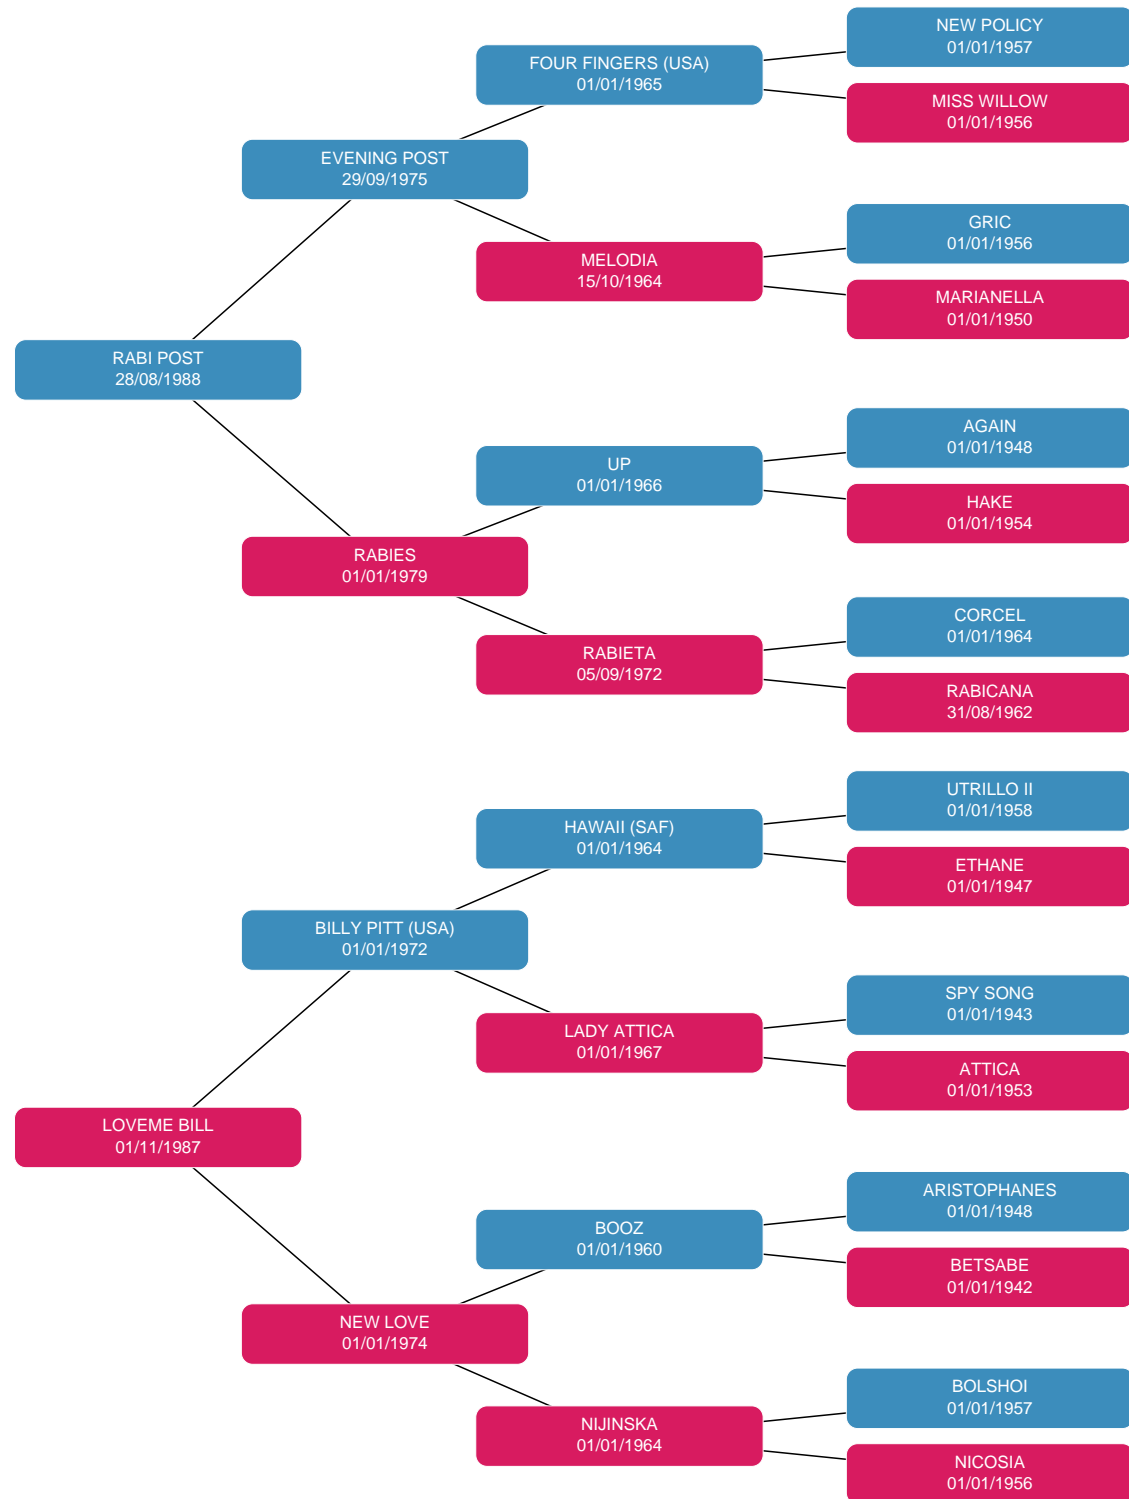 NEW POLICY
01/01/1957
FOUR FINGERS (USA)
01/01/1965
MISS WILLOW
01/01/1956
EVENING POST
29/09/1975
GRIC
01/01/1956
MELODIA
15/10/1964
MARIANELLA
01/01/1950
RABI POST
28/08/1988
AGAIN
01/01/1948
UP
01/01/1966
HAKE
01/01/1954
RABIES
01/01/1979
CORCEL
01/01/1964
RABIETA
05/09/1972
RABICANA
31/08/1962
UTRILLO II
01/01/1958
HAWAII (SAF)
01/01/1964
ETHANE
01/01/1947
BILLY PITT (USA)
01/01/1972
SPY SONG
01/01/1943
LADY ATTICA
01/01/1967
ATTICA
01/01/1953
LOVEME BILL
01/11/1987
ARISTOPHANES
01/01/1948
BOOZ
01/01/1960
BETSABE
01/01/1942
NEW LOVE
01/01/1974
BOLSHOI
01/01/1957
NIJINSKA
01/01/1964
NICOSIA
01/01/1956